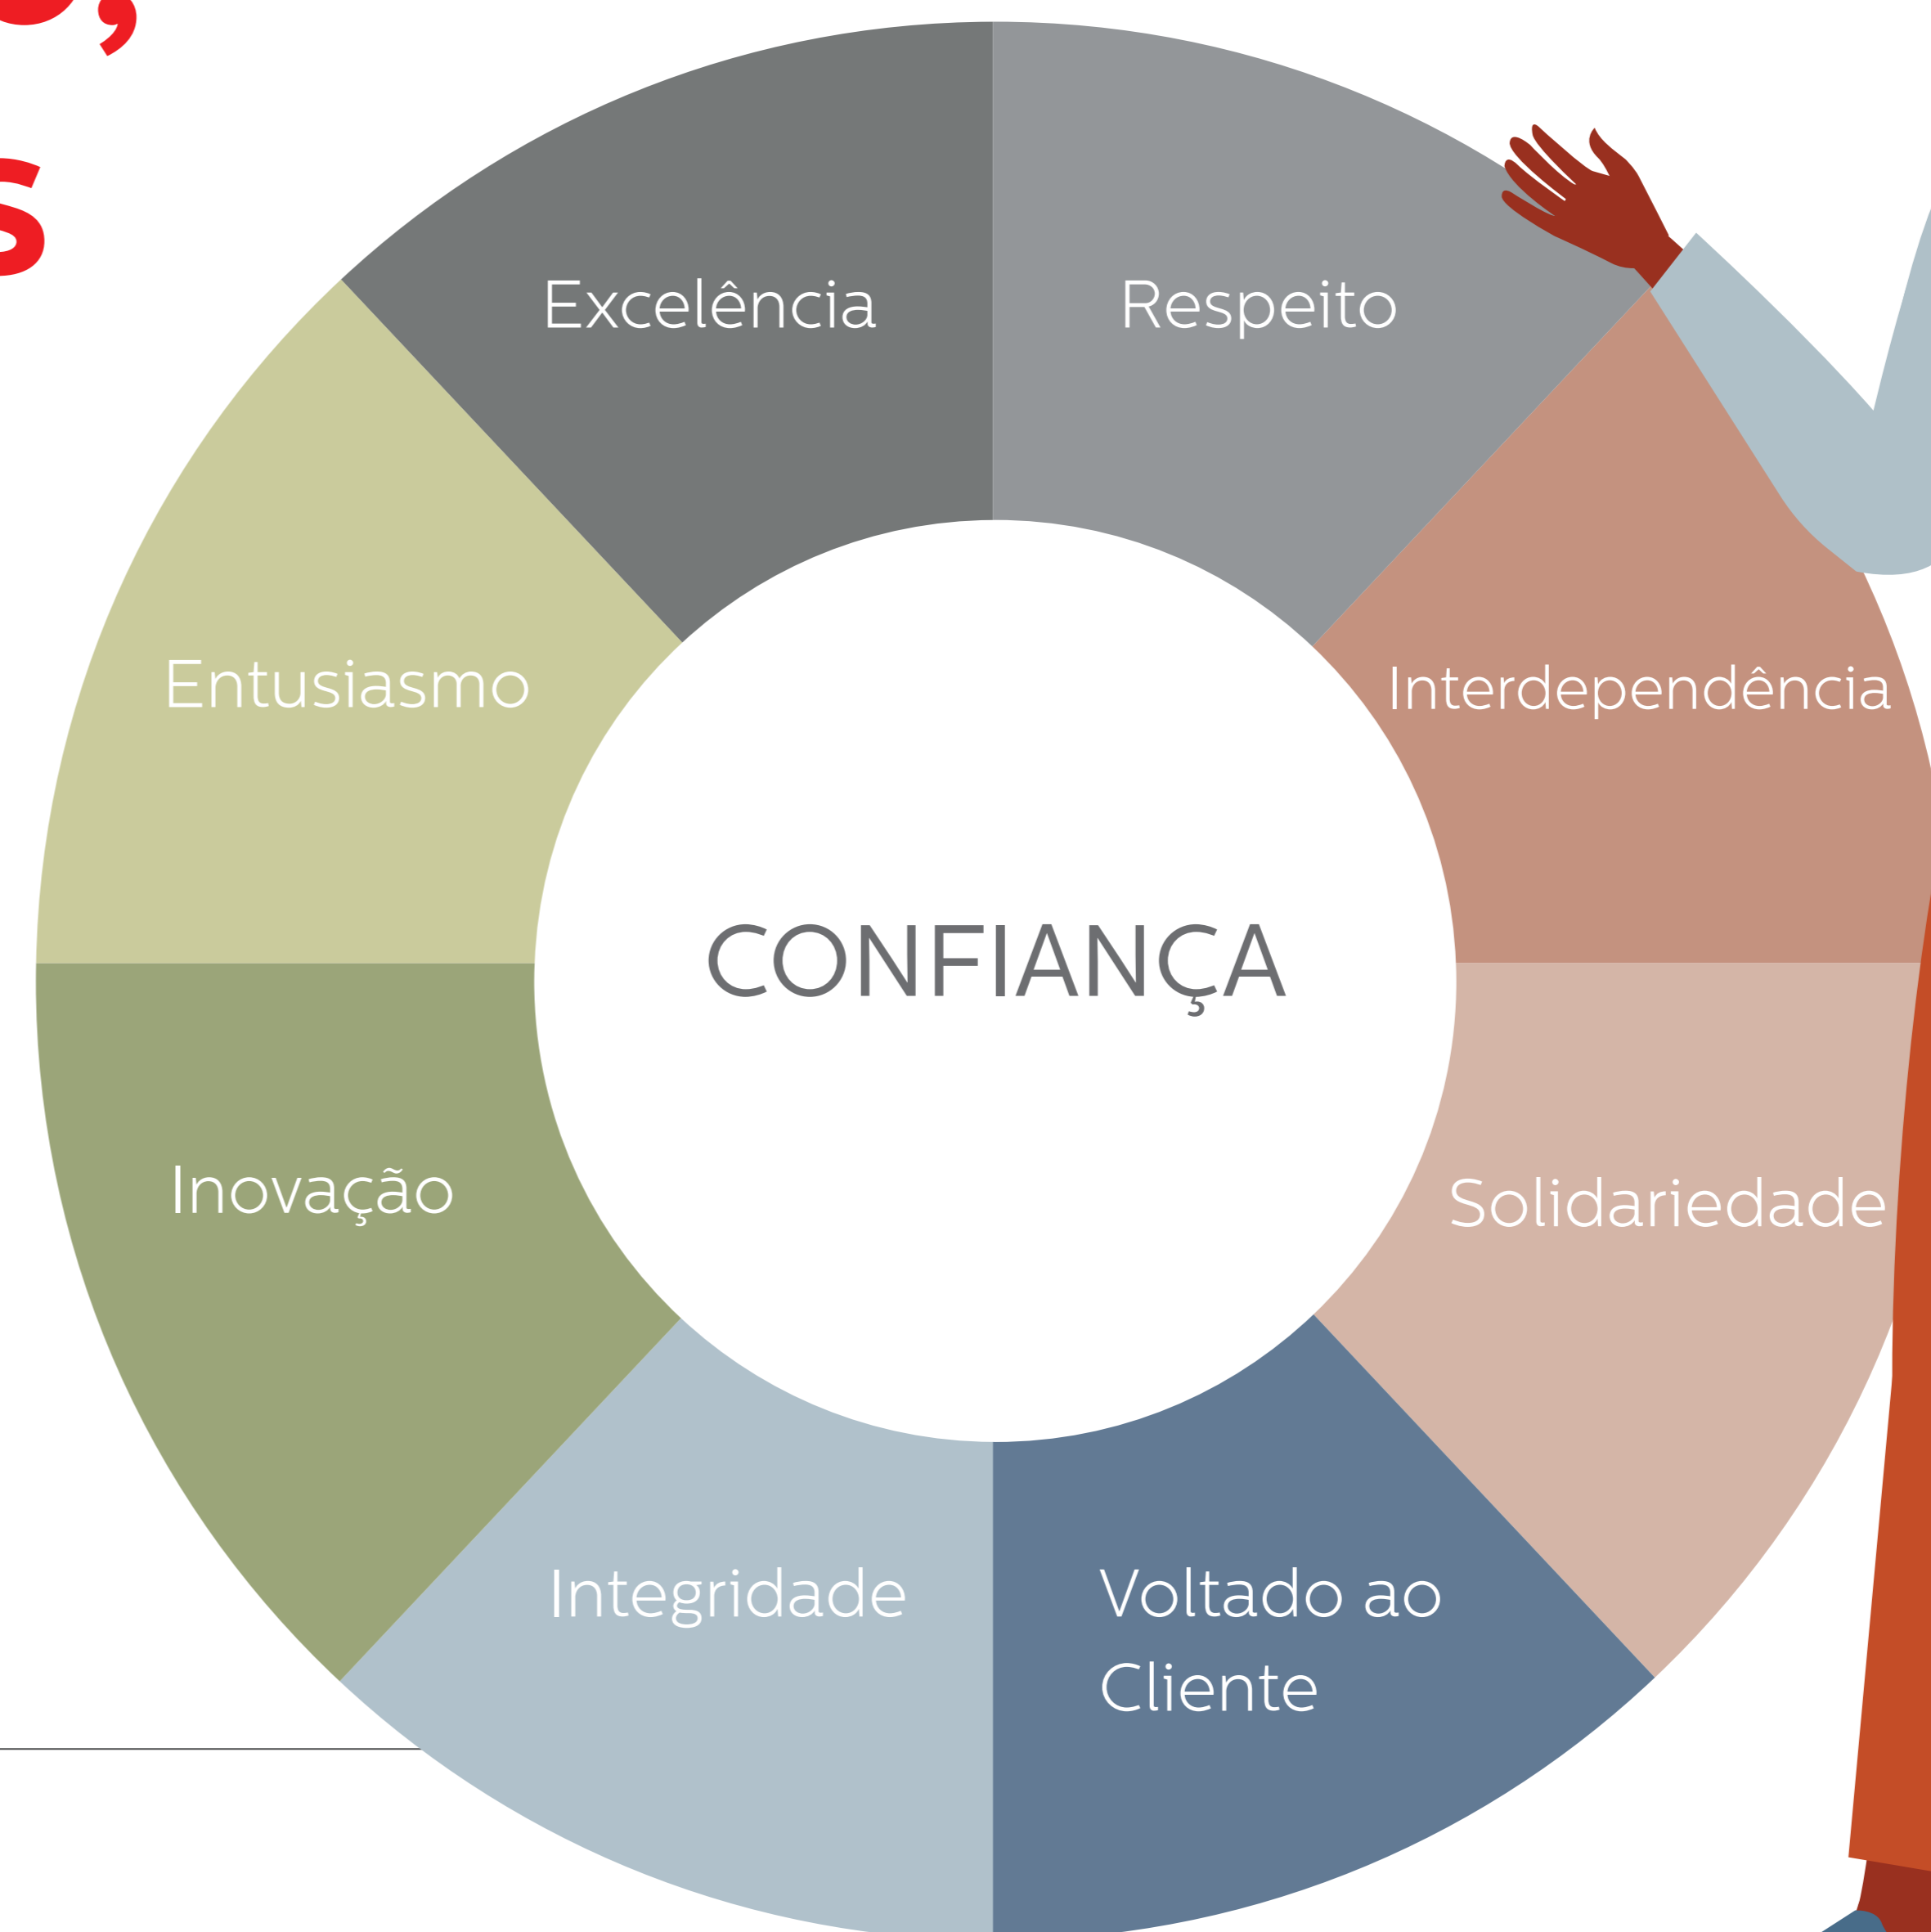 Excelência
Respeito
Entusiasmo
Interdependência
CONFIANÇA
Inovação
Solidariedade
Integridade
Voltado ao
Cliente